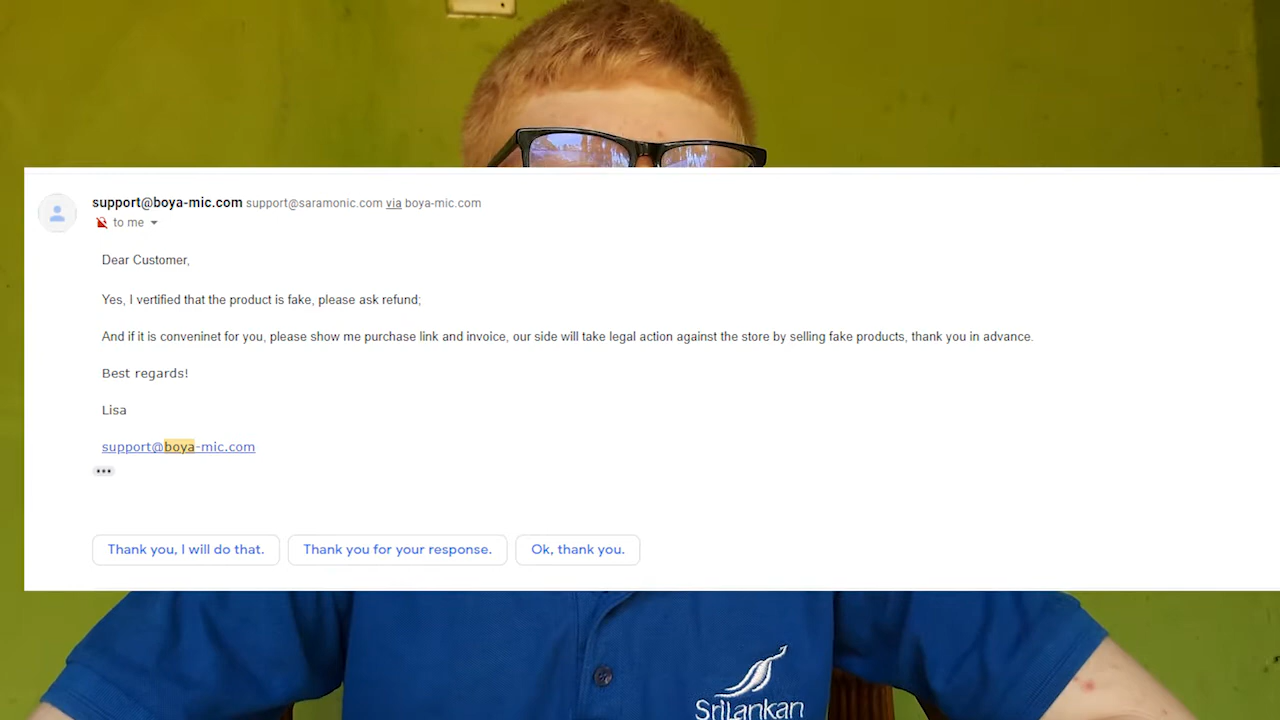 support@boya-mic.com support@saramonic.com via boya-mic.com
to me
Dear Customer,
Yes, I vertified that the product is fake, please ask refund;
And if it is conveninet for you, please show me purchase link and invoice, our side will take legal action against the store by selling fake products, thank you in advance.
Best regards!
Lisa
support@boya-mic.com
Thank you, I will do that. Thank you for your response. Ok, thank you.
SriLankan